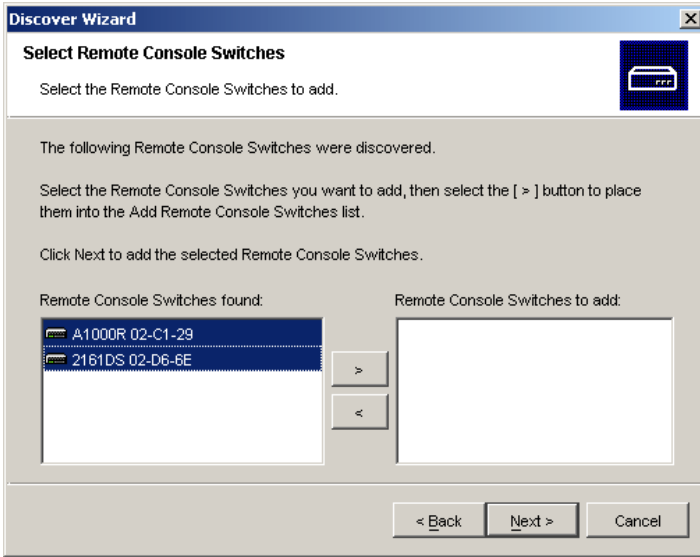 Discover Wizard
Select Remote Console Switches
Select the Remote Console Switches to add.
The following Remote Console Switches were discovered.
Select the Remote Console Switches you want to add, then select the [ > ] button to place
them into the Add Remote Console Switches list.
Click Next to add the selected Remote Console Switches.
Remote Console Switches found:
Remote Console Switches to add:
A1000R 02-C1-29
2161DS 02-D6-6E
>
<
< Back
Next >
Cancel